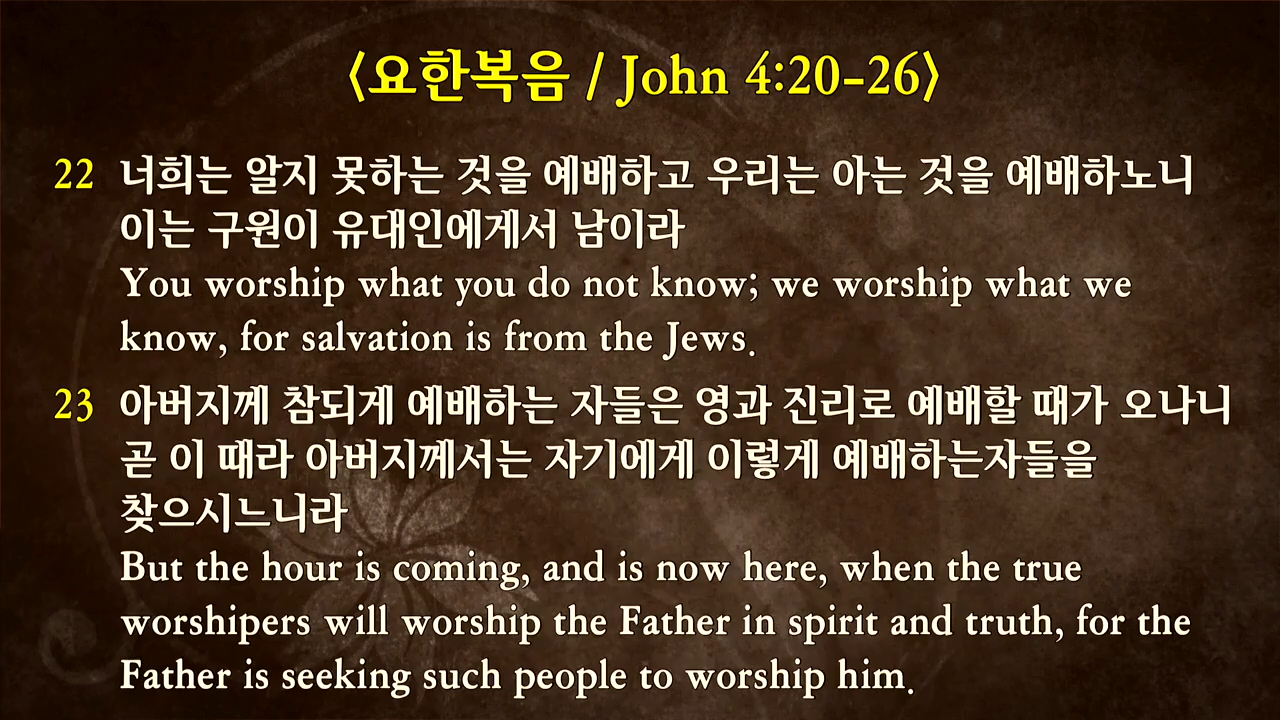 〈요한복음 / John 4:20-26〉
22 너희는 알지 못하는 것을 예배하고 우리는 아는 것을 예배하노니
이는 구원이 유대인에게서 남이라
You worship what you do not know; we worship what we
know, for salvation is from the Jews.
23 아버지께 참되게 예배하는 자들은 영과 진리로 예배할 때가 오나니
곧 이 때라 아버지께서는 자기에게 이렇게 예배하는자들을
찾으시느니라
But the hour is coming, and is now here, when the true
worshipers will worship the Father in spirit and truth, for the
Father is seeking such people to worship him.